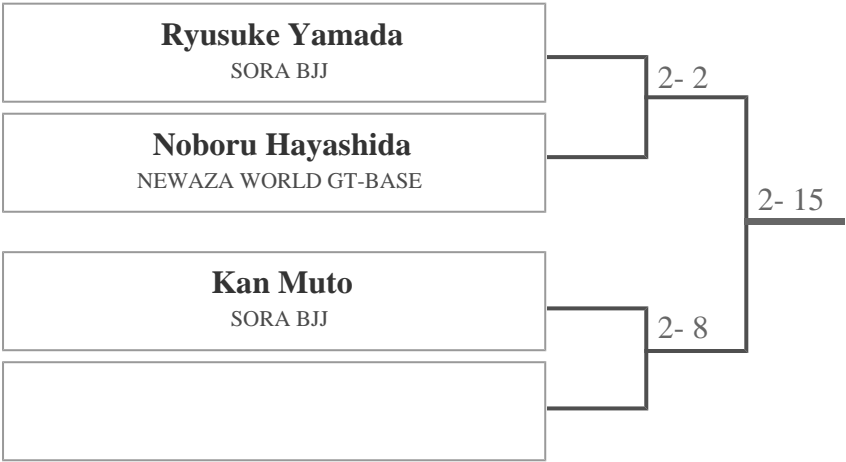 Ryusuke Yamada
SORA BJJ
2- 2
Noboru Hayashida
NEWAZA WORLD GT-BASE
2- 15
Kan Muto
SORA BJJ
2- 8